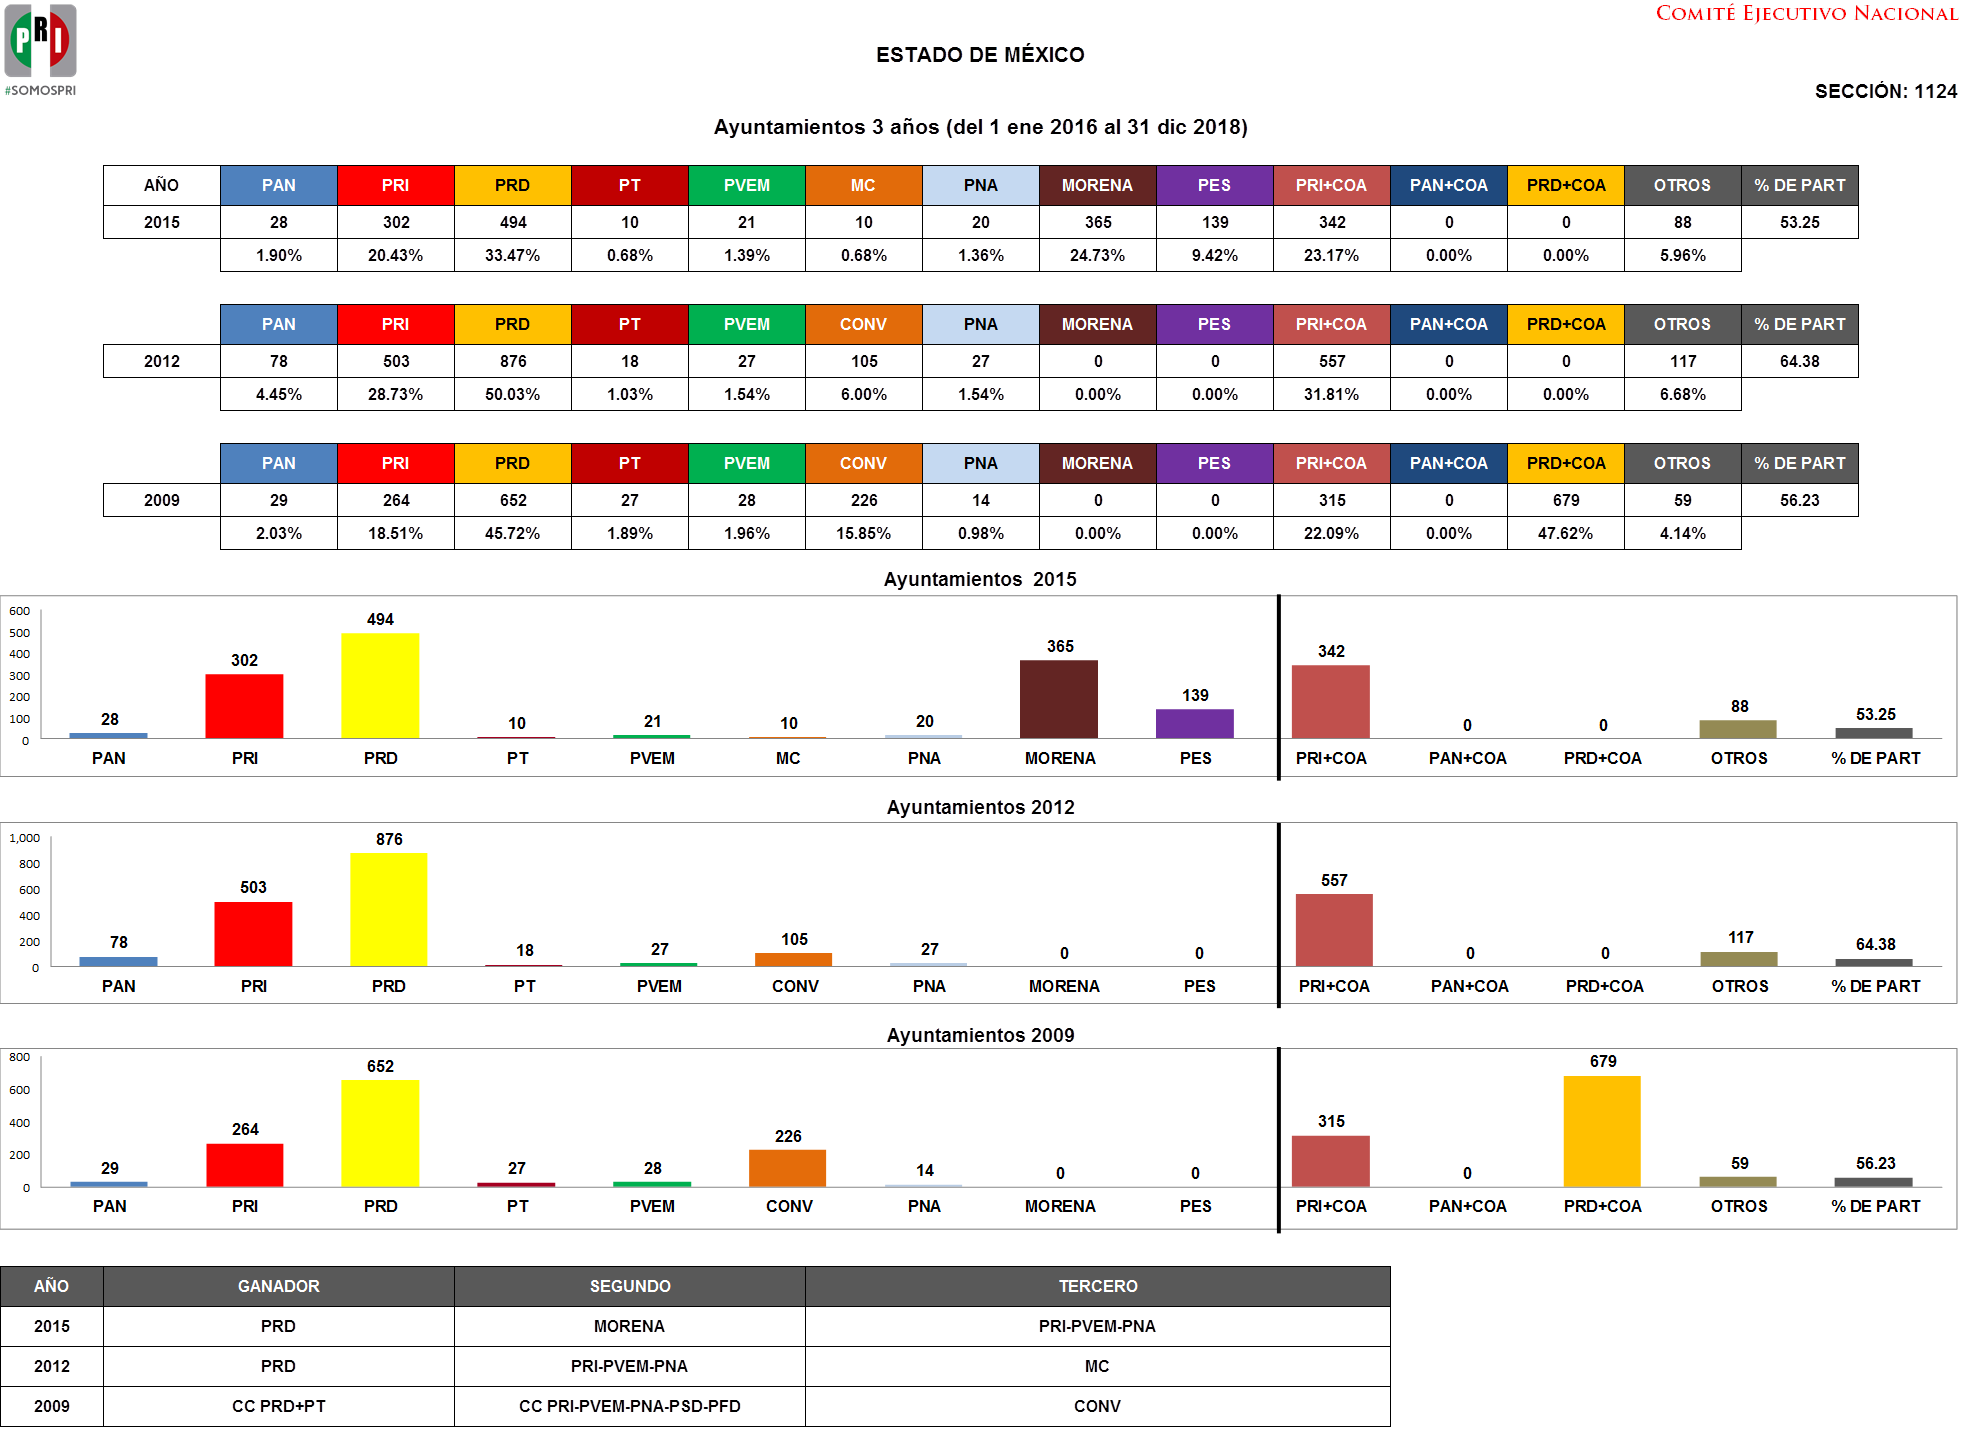 COMITÉ EJECUTIVO NACIONAL
PRI
#SOMOSPRI
ESTADO DE MÉXICO
SECCIÓN: 1124
Ayuntamientos 3 años (del 1 ene 2016 al 31 dic 2018)
AÑO PAN PRI PRD PT PVEM MC PNA MORENA PES PRI+COA PAN+COA PRD+COA OTROS % DE PART
2015 28 302 494 10 21 10 20 365 139 342 0 0 88 53.25
1.90% 20.43% 33.47% 0.68% 1.39% 0.68% 1.36% 24.73% 9.42% 23.17% 0.00% 0.00% 5.96%
PAN PRI PRD PT PVEM CONV PNA MORENA PES PRI+COA PAN+COA PRD+COA OTROS % DE PART
2012 78 503 876 18 27 105 27 0 0 557 0 0 117 64.38
4.45% 28.73% 50.03% 1.03% 1.54% 6.00% 1.54% 0.00% 0.00% 31.81% 0.00% 0.00% 6.68%
PAN PRI PRD PT PVEM CONV PNA MORENA PES PRI+COA PAN+COA PRD+COA OTROS % DE PART
2009 29 264 652 27 28 226 14 0 0 315 0 679 59 56.23
2.03% 18.51% 45.72% 1.89% 1.96% 15.85% 0.98% 0.00% 0.00% 22.09% 0.00% 47.62% 4.14%
Ayuntamientos 2015
600
500
400
300
200
100
0
28 302 494 10 21 10 20 365 139 342 0 0 88 53.25
PAN PRI PRD PT PVEM MC PNA MORENA PES PRI+COA PAN+COA PRD+COA OTROS % DE PART
Ayuntamientos 2012
1,000
800
600
400
200
0
78 503 876 18 27 105 27 0 0 557 0 0 117 64.38
PAN PRI PRD PT PVEM CONV PNA MORENA PES PRI+COA PAN+COA PRD+COA OTROS % DE PART
Ayuntamientos 2009
800
600
400
200
0
29 264 652 27 28 226 14 0 0 315 0 679 59 56.23
PAN PRI PRD PT PVEM CONV PNA MORENA PES PRI+COA PAN+COA PRD+COA OTROS % DE PART
AÑO GANADOR SEGUNDO TERCERO
2015 PRD MORENA PRI-PVEM-PNA
2012 PRD PRI-PVEM-PNA MC
2009 CC PRD+PT CC PRI-PVEM-PNA-PSD-PFD CONV